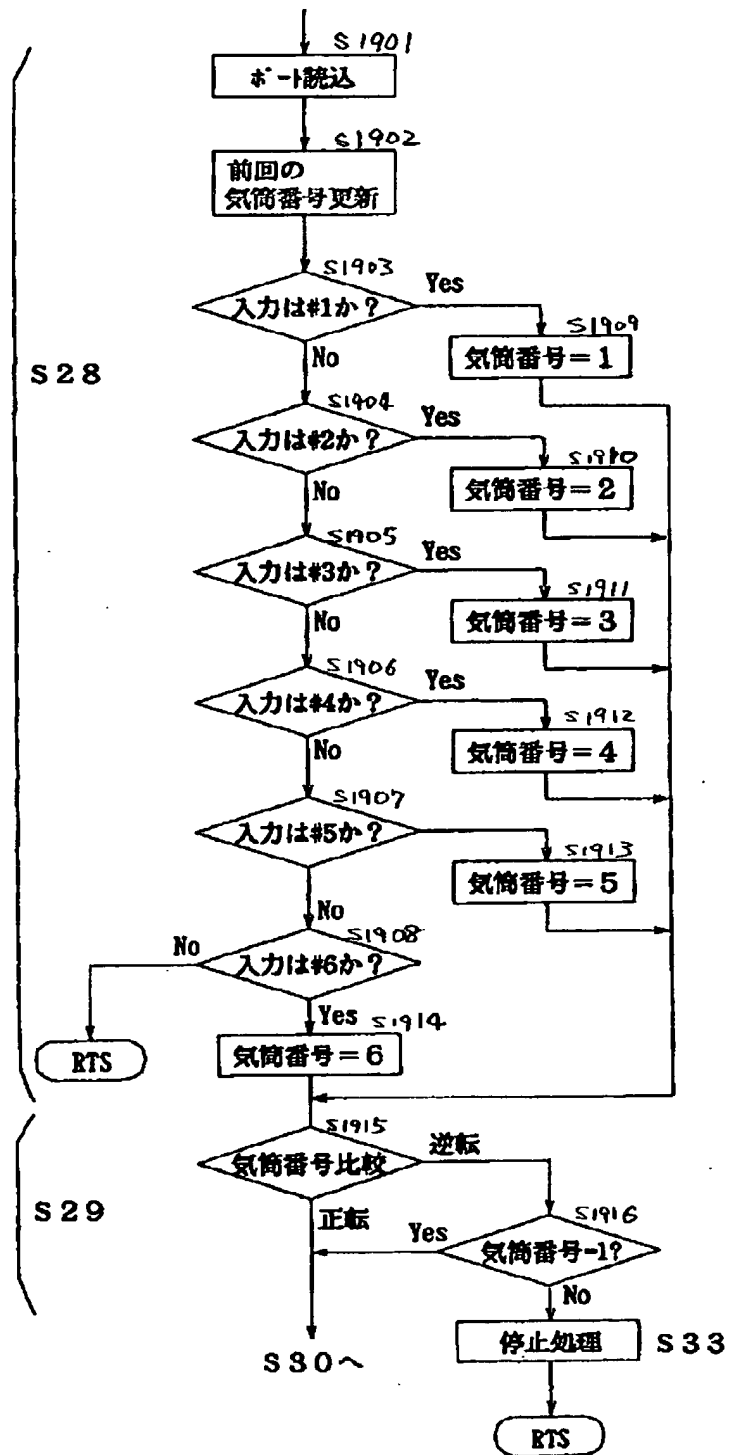 S1901
ポート読込
S1902
前回の
気筒番号更新
S1903
入力は#1か?
Yes
No
S1909
気筒番号=1
S28
S1904
入力は#2か?
Yes
No
S1910
気筒番号=2
S1905
入力は#3か?
Yes
No
S1911
気筒番号=3
S1906
入力は#4か?
Yes
No
S1912
気筒番号=4
S1907
入力は#5か?
No
S1913
気筒番号=5
S1908
入力は#6か?
No
Yes
RTS
S1914
気筒番号=6
S1915
気筒番号比較
逆転
正転
S29
S1916
気筒番号-1?
Yes
No
停止処理
S33
S30へ
RTS